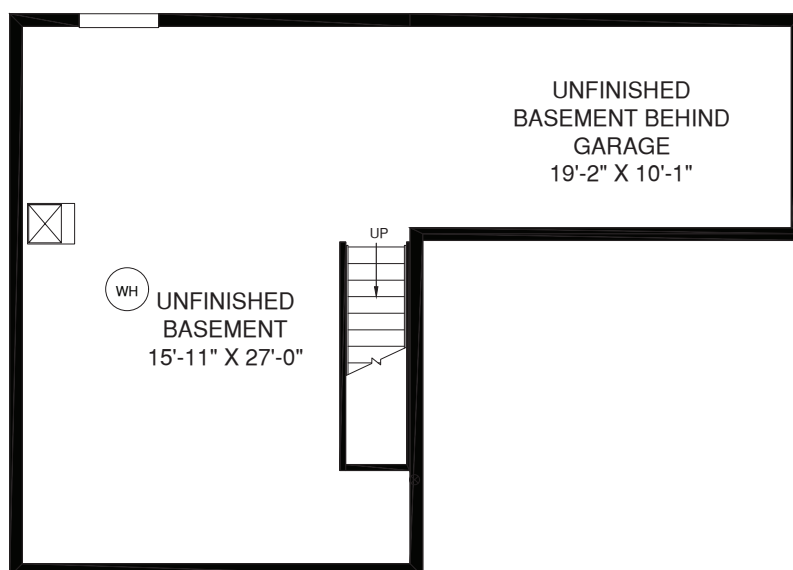 UNFINISHED
BASEMENT BEHIND
GARAGE
19'-2" X 10'-1"
UP
WH
UNFINISHED
BASEMENT
15'-11" X 27'-0"